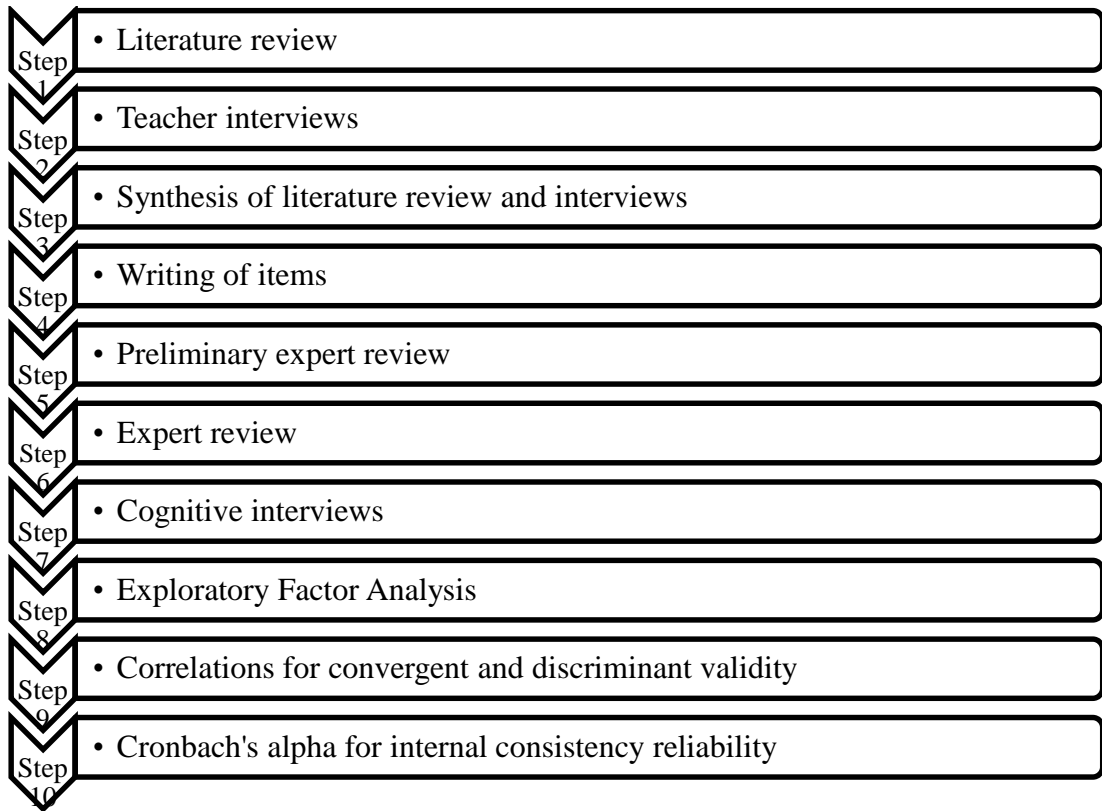 Step 1
• Literature review
Step 2
• Teacher interviews
Step 3
• Synthesis of literature review and interviews
Step 4
• Writing of items
Step 5
• Preliminary expert review
Step 6
• Expert review
Step 7
• Cognitive interviews
Step 8
• Exploratory Factor Analysis
Step 9
• Correlations for convergent and discriminant validity
Step 10
• Cronbach's alpha for internal consistency reliability